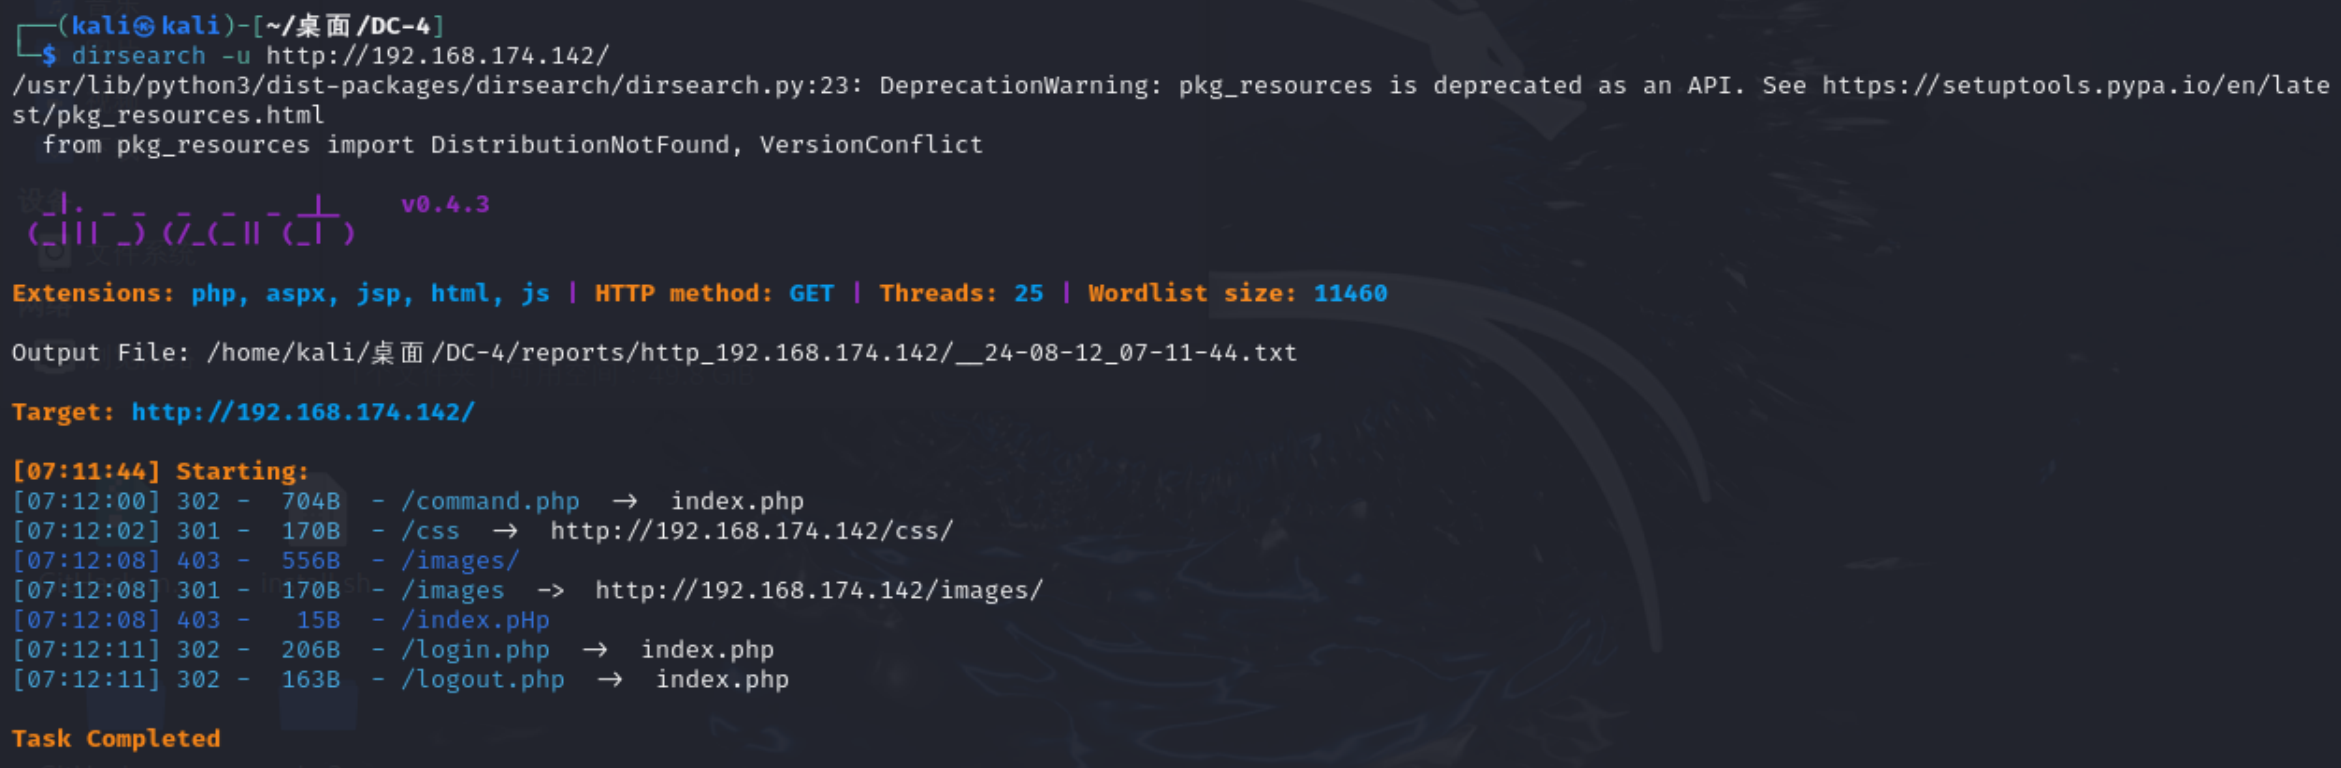 ┌──(kali㉿kali)-[~/桌面/DC-4]
└─$ dirsearch -u http://192.168.174.142/
/usr/lib/python3/dist-packages/dirsearch/dirsearch.py:23: DeprecationWarning: pkg_resources is deprecated as an API. See https://setuptools.pypa.io/en/late
st/pkg_resources.html
  from pkg_resources import DistributionNotFound, VersionConflict
  _|. _ _  _  _  _ _|_    v0.4.3
 (_||| _) (/_(_|| (_| )
Extensions: php, aspx, jsp, html, js | HTTP method: GET | Threads: 25 | Wordlist size: 11460
Output File: /home/kali/桌面/DC-4/reports/http_192.168.174.142/__24-08-12_07-11-44.txt
Target: http://192.168.174.142/
[07:11:44] Starting:
[07:12:00] 302 -  704B  - /command.php  ->  index.php
[07:12:02] 301 -  170B  - /css  ->  http://192.168.174.142/css/
[07:12:08] 403 -  556B  - /images/
[07:12:08] 301 -  170B  - /images  ->  http://192.168.174.142/images/
[07:12:08] 403 -   15B  - /index.pHp
[07:12:11] 302 -  206B  - /login.php  ->  index.php
[07:12:11] 302 -  163B  - /logout.php  ->  index.php
Task Completed